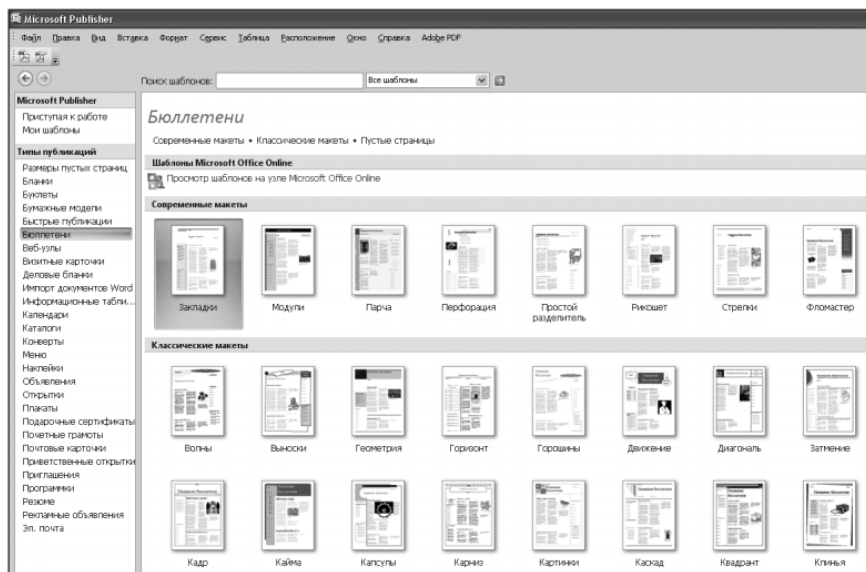 Microsoft Publisher
Файл Правка Вид Вставка Формат Сервис Таблица Расположение Окно Справка Adobe PDF
Поиск шаблонов: Все шаблоны
Microsoft Publisher
Приступая к работе
Мои шаблоны
Типы публикаций
Размеры пустых страниц
Бланки
Буклеты
Бумажные модели
Быстрые публикации
Бюллетени
Веб-узлы
Визитные карточки
Деловые бланки
Импорт документов Word
Информационные табли...
Календари
Каталоги
Конверты
Меню
Наклейки
Объявления
Открытки
Плакаты
Подарочные сертификаты
Почетные грамоты
Почтовые карточки
Приветственные открытки
Приглашения
Программки
Резюме
Рекламные объявления
Эл. почта
Бюллетени
Современные макеты • Классические макеты • Пустые страницы
Шаблоны Microsoft Office Online
Просмотр шаблонов на узле Microsoft Office Online
Современные макеты
Закладки Модули Парча Перфорация Простой разделитель Рикошет Стрелки Фломастер
Классические макеты
Волны Выноски Геометрия Горизонт Горошины Движение Диагональ Затмение
Кадр Кайма Капсулы Карниз Картинки Каскад Квадрант Клинья